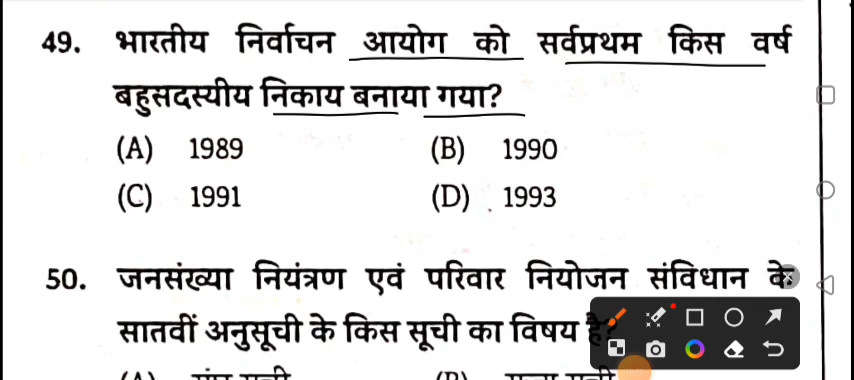 49. भारतीय निर्वाचन आयोग को सर्वप्रथम किस वर्ष
बहुसदस्यीय निकाय बनाया गया?
(A) 1989 (B) 1990
(C) 1991 (D) 1993
50. जनसंख्या नियंत्रण एवं परिवार नियोजन संविधान के
सातवीं अनुसूची के किस सूची का विषय है?